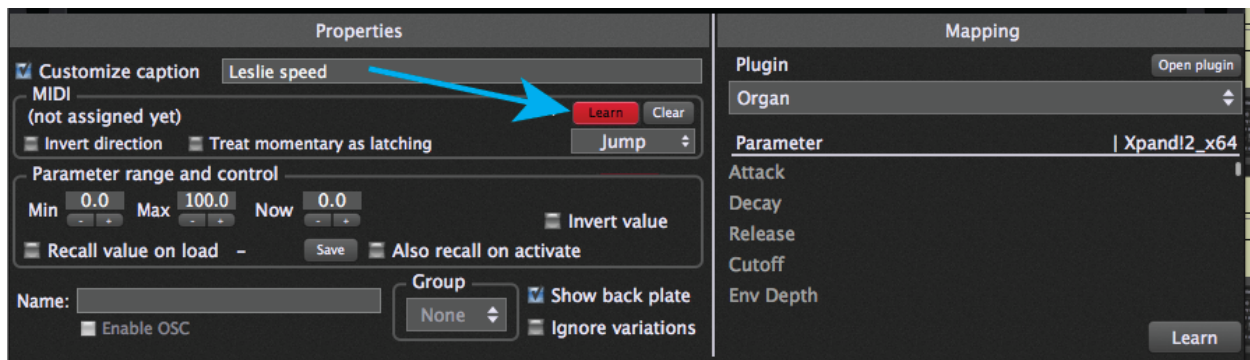 Properties
Customize caption Leslie speed
MIDI
(not assigned yet) Learn Clear
Invert direction Treat momentary as latching Jump
Parameter range and control
Min 0.0 Max 100.0 Now 0.0
- + - + - +
Invert value
Recall value on load – Save Also recall on activate
Name: Group
None
Show back plate
Enable OSC
Ignore variations
Mapping
Plugin Open plugin
Organ
Parameter | Xpand!2_x64
Attack
Decay
Release
Cutoff
Env Depth
Learn